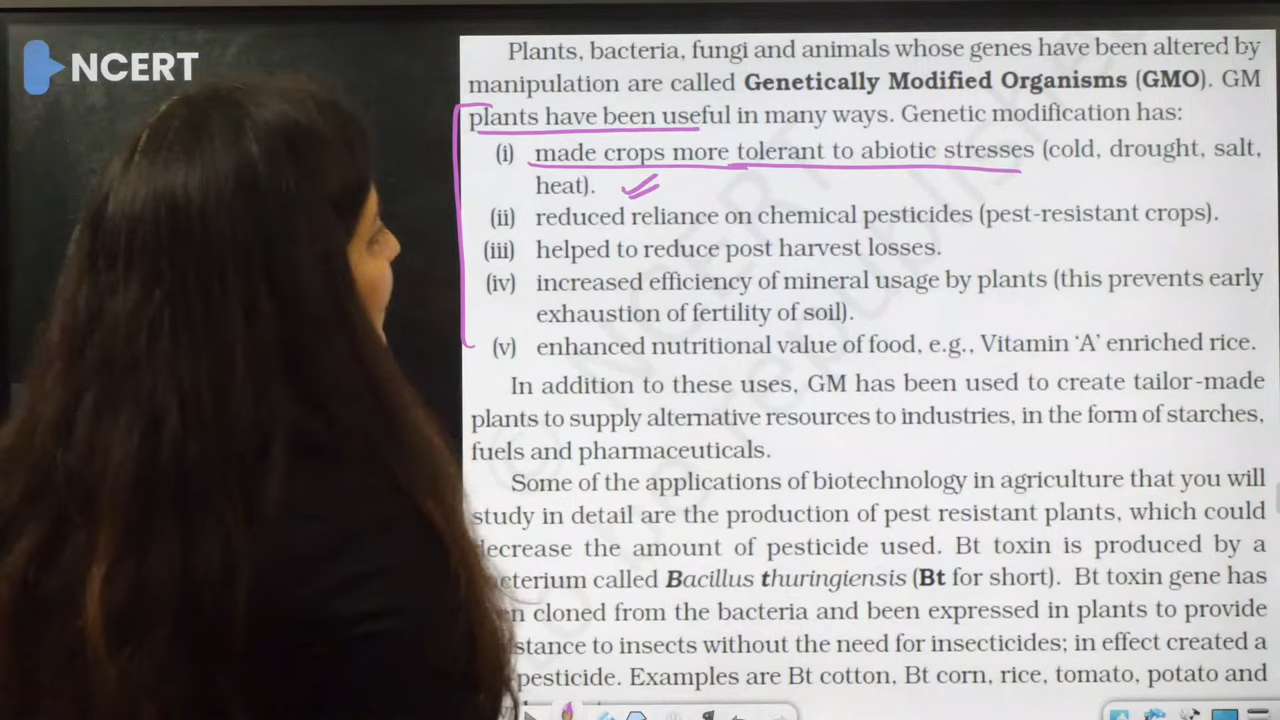 NCERT
Plants, bacteria, fungi and animals whose genes have been altered by
manipulation are called Genetically Modified Organisms (GMO). GM
plants have been useful in many ways. Genetic modification has:
(i) made crops more tolerant to abiotic stresses (cold, drought, salt,
heat).
(ii) reduced reliance on chemical pesticides (pest-resistant crops).
(iii) helped to reduce post harvest losses.
(iv) increased efficiency of mineral usage by plants (this prevents early
exhaustion of fertility of soil).
(v) enhanced nutritional value of food, e.g., Vitamin ‘A’ enriched rice.
In addition to these uses, GM has been used to create tailor-made
plants to supply alternative resources to industries, in the form of starches,
fuels and pharmaceuticals.
Some of the applications of biotechnology in agriculture that you will
study in detail are the production of pest resistant plants, which could
decrease the amount of pesticide used. Bt toxin is produced by a
called Bacillus thuringiensis (Bt for short). Bt toxin gene has
cloned from the bacteria and been expressed in plants to provide
to insects without the need for insecticides; in effect created a
pesticide. Examples are Bt cotton, Bt corn, rice, tomato, potato and